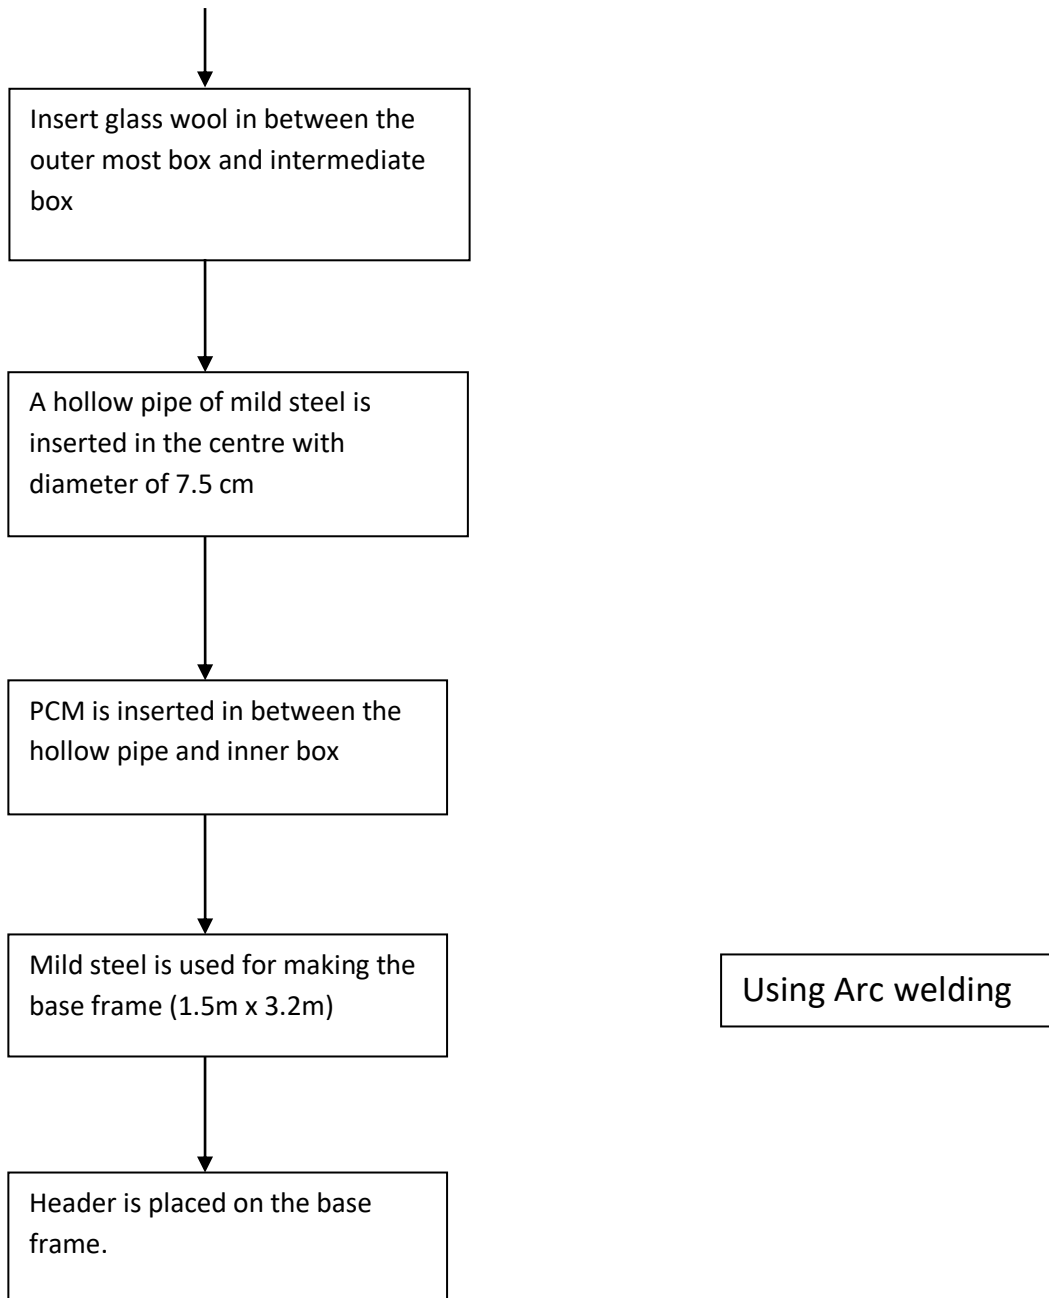 Insert glass wool in between the
outer most box and intermediate
box
A hollow pipe of mild steel is
inserted in the centre with
diameter of 7.5 cm
PCM is inserted in between the
hollow pipe and inner box
Mild steel is used for making the
base frame (1.5m x 3.2m)
Using Arc welding
Header is placed on the base
frame.